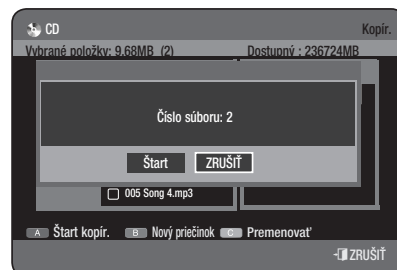 CD Kopír.
Vybrané položky: 9.68MB (2) Dostupný : 236724MB
Číslo súboru: 2
Štart ZRUŠIŤ
005 Song 4.mp3
A Štart kopír. B Nový priečinok C Premenovať
ZRUŠIŤ